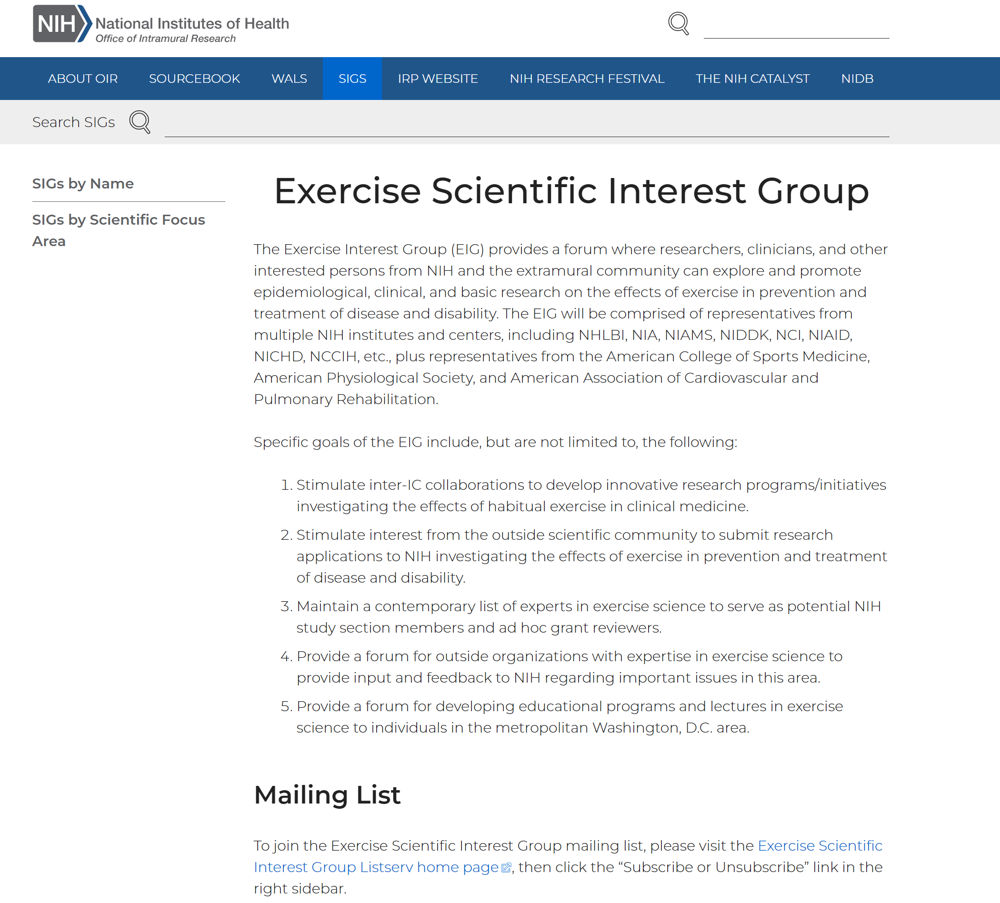 NIH National Institutes of Health
Office of Intramural Research
ABOUT OIR SOURCEBOOK WALS SIGS IRP WEBSITE NIH RESEARCH FESTIVAL THE NIH CATALYST NIDB
Search SIGs
SIGs by Name
SIGs by Scientific Focus
Area
Exercise Scientific Interest Group
The Exercise Interest Group (EIG) provides a forum where researchers, clinicians, and other
interested persons from NIH and the extramural community can explore and promote
epidemiological, clinical, and basic research on the effects of exercise in prevention and
treatment of disease and disability. The EIG will be comprised of representatives from
multiple NIH institutes and centers, including NHLBI, NIA, NIAMS, NIDDK, NCI, NIAID,
NICHD, NCCIH, etc., plus representatives from the American College of Sports Medicine,
American Physiological Society, and American Association of Cardiovascular and
Pulmonary Rehabilitation.
Specific goals of the EIG include, but are not limited to, the following:
1. Stimulate inter-IC collaborations to develop innovative research programs/initiatives
investigating the effects of habitual exercise in clinical medicine.
2. Stimulate interest from the outside scientific community to submit research
applications to NIH investigating the effects of exercise in prevention and treatment
of disease and disability.
3. Maintain a contemporary list of experts in exercise science to serve as potential NIH
study section members and ad hoc grant reviewers.
4. Provide a forum for outside organizations with expertise in exercise science to
provide input and feedback to NIH regarding important issues in this area.
5. Provide a forum for developing educational programs and lectures in exercise
science to individuals in the metropolitan Washington, D.C. area.
Mailing List
To join the Exercise Scientific Interest Group mailing list, please visit the Exercise Scientific
Interest Group Listserv home page, then click the “Subscribe or Unsubscribe” link in the
right sidebar.